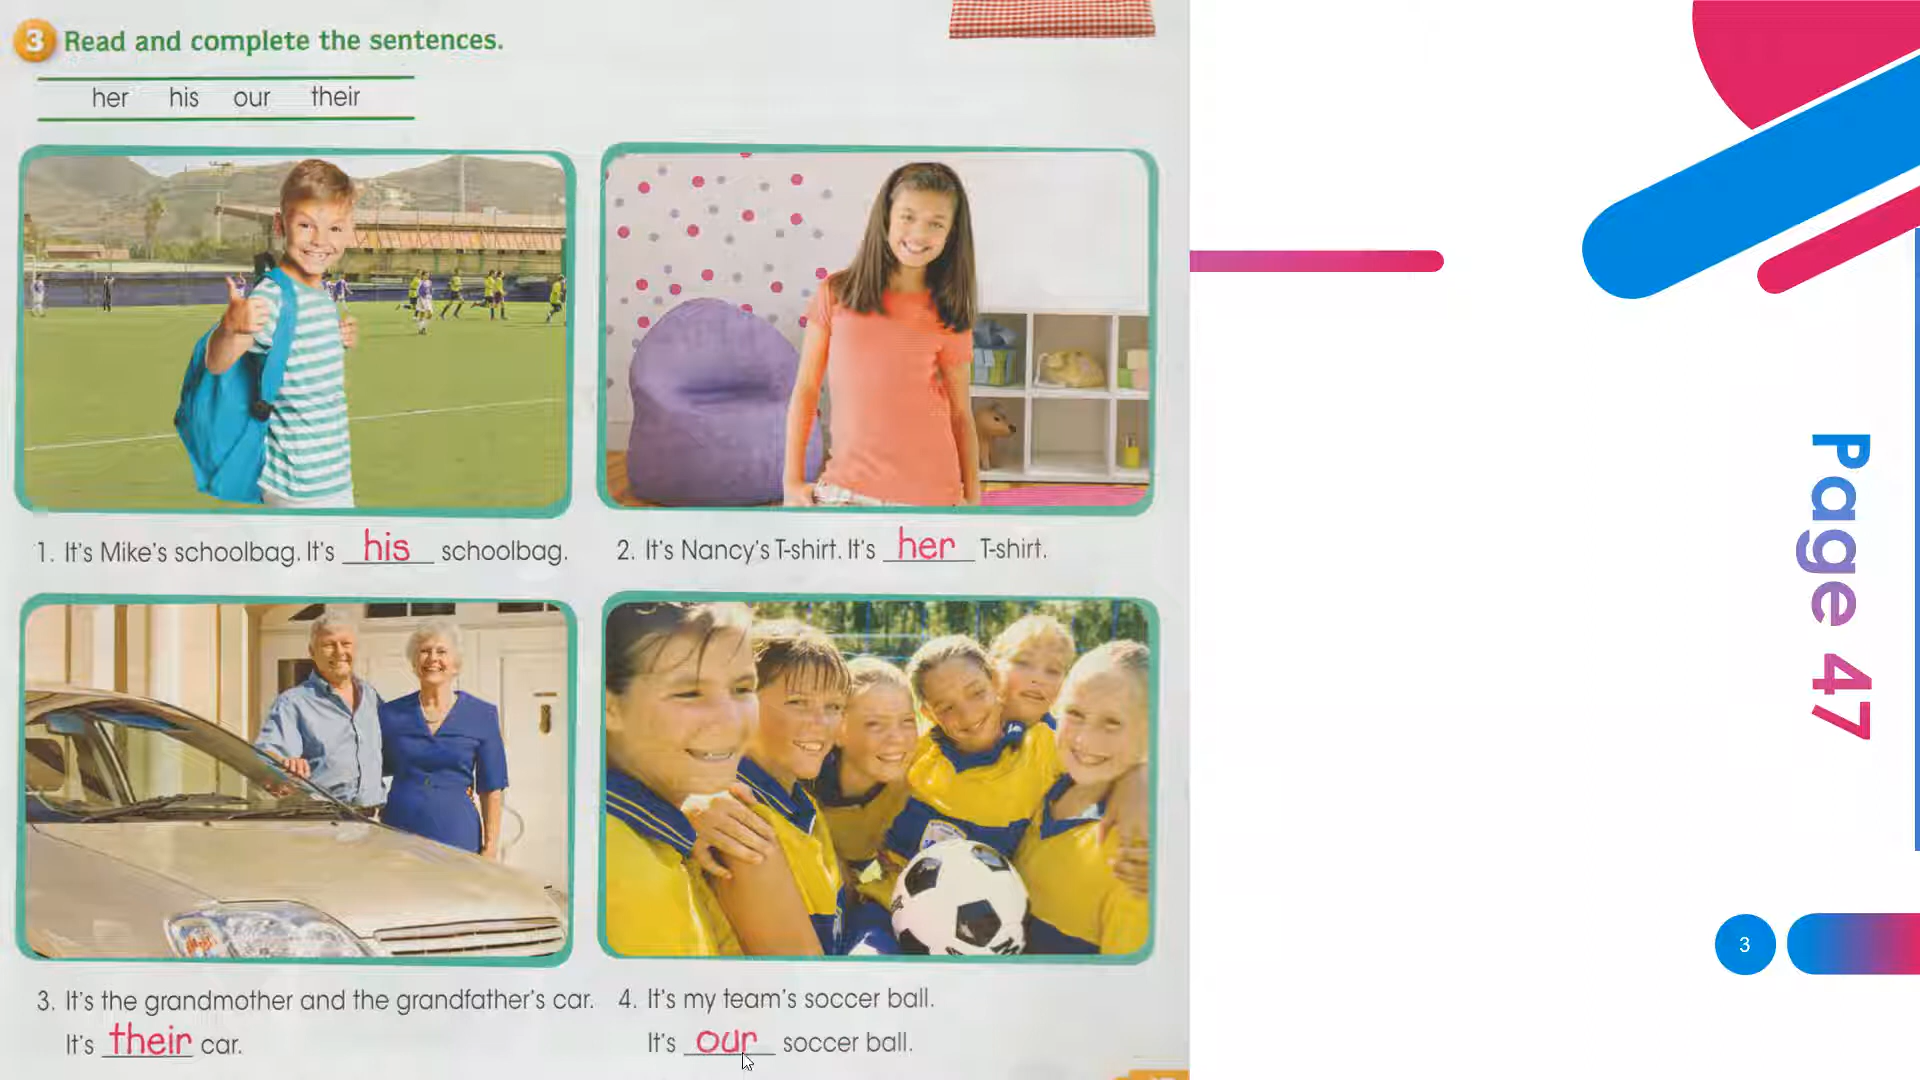 3 Read and complete the sentences.
her his our their
1. It's Mike's schoolbag. It's his schoolbag.
2. It's Nancy's T-shirt. It's her T-shirt.
3. It's the grandmother and the grandfather's car.
It's their car.
4. It's my team's soccer ball.
It's our soccer ball.
Page 47
3